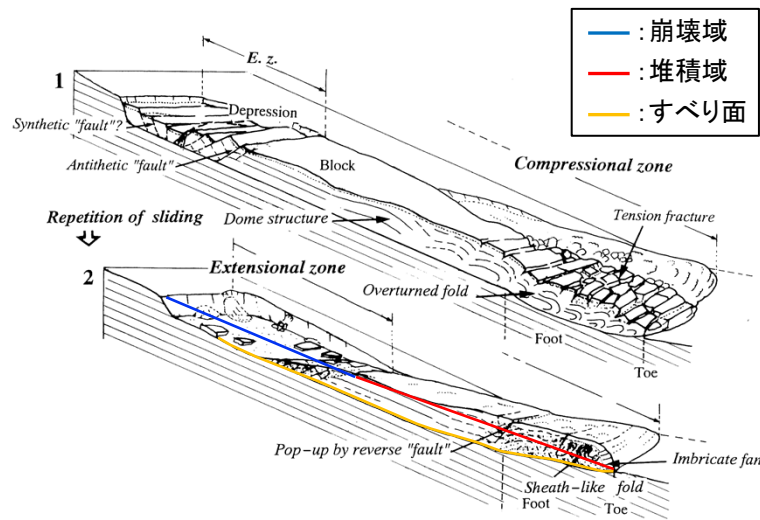 : 崩壊域
: 堆積域
: すべり面
E. z.
1
Depression
Synthetic "fault"?
Antithetic "fault"
Block
Compressional zone
Tension fracture
Repetition of sliding
Dome structure
2
Extensional zone
Overturned fold
Foot
Toe
Pop-up by reverse "fault"
Imbricate fan
Sheath-like fold
Foot
Toe